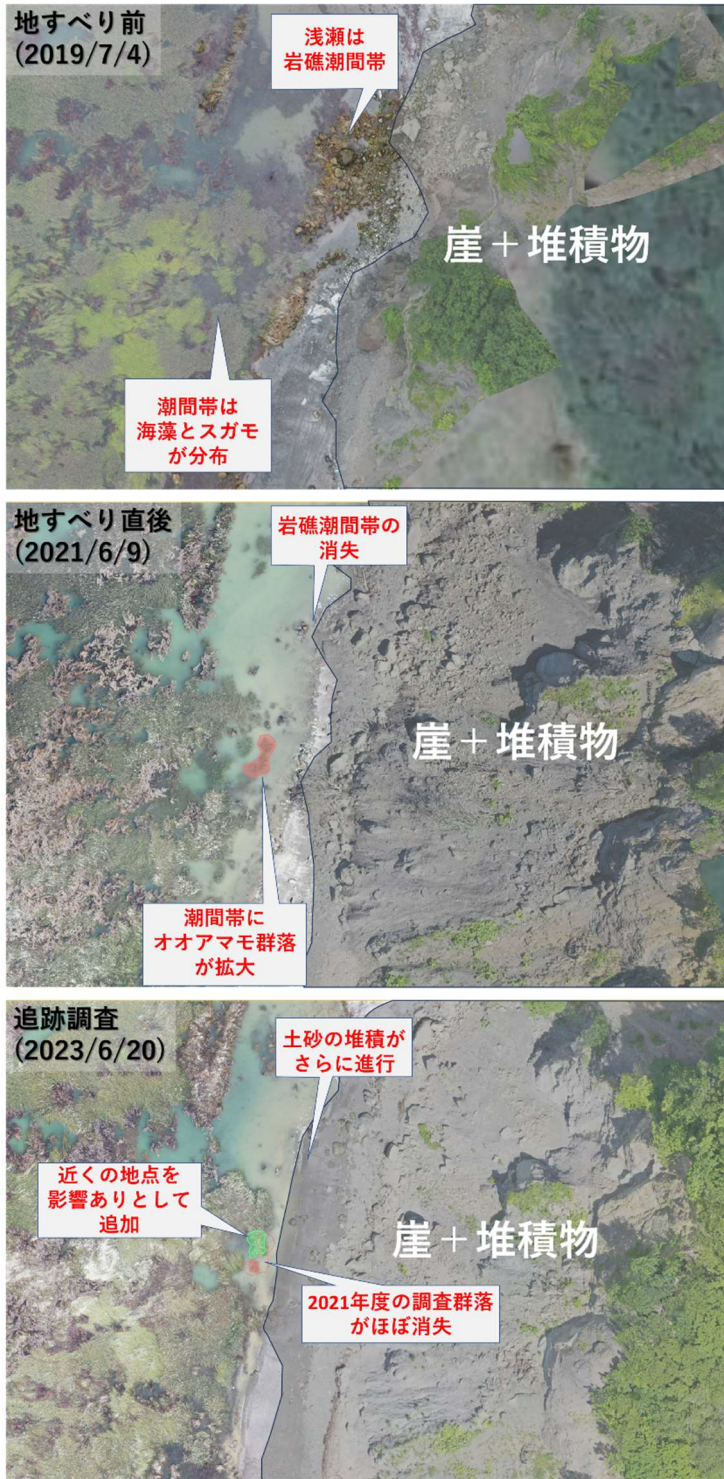 地すべり前
(2019/7/4)
浅瀬は
岩礁潮間帯
崖＋堆積物
潮間帯は
海藻とスガモ
が分布
地すべり直後
(2021/6/9)
岩礁潮間帯の
消失
崖＋堆積物
潮間帯に
オオアマモ群落
が拡大
追跡調査
(2023/6/20)
土砂の堆積が
さらに進行
近くの地点を
影響ありとして
追加
崖＋堆積物
2021年度の調査群落
がほぼ消失